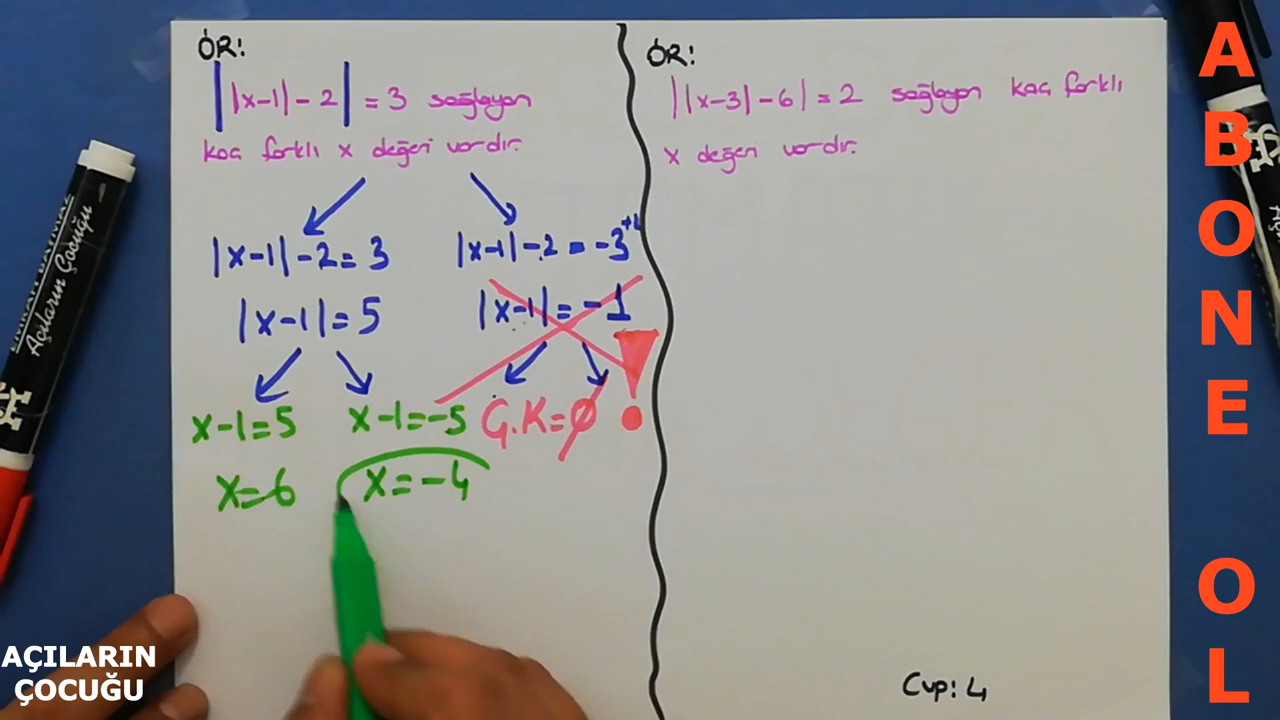 ÖR:
||x-1|-2| = 3 sağlayan
kaç farklı x değeri vardır.
|x-1|-2=3
|x-1|-2=-3
|x-1|=5
|x-1|=-1
x-1=5
x-1=-5
Ç.K=∅
!
x=6
x=-4
ÖR:
||x-3|-6|=2 sağlayan kaç farklı
x değeri vardır.
Cvp: 4
Açıların Çocuğu
AÇILARIN
ÇOCUĞU
ABONE
OL